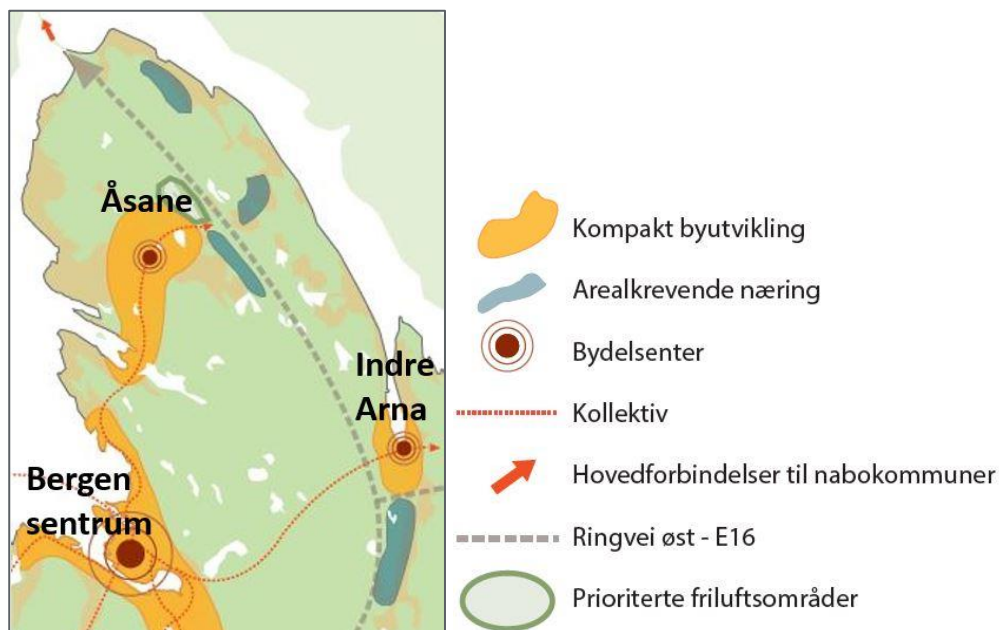 Åsane
Indre
Arna
Bergen
sentrum
Kompakt byutvikling
Arealkrevende næring
Bydelsenter
Kollektiv
Hovedforbindelser til nabokommuner
Ringvei øst - E16
Prioriterte friluftsområder